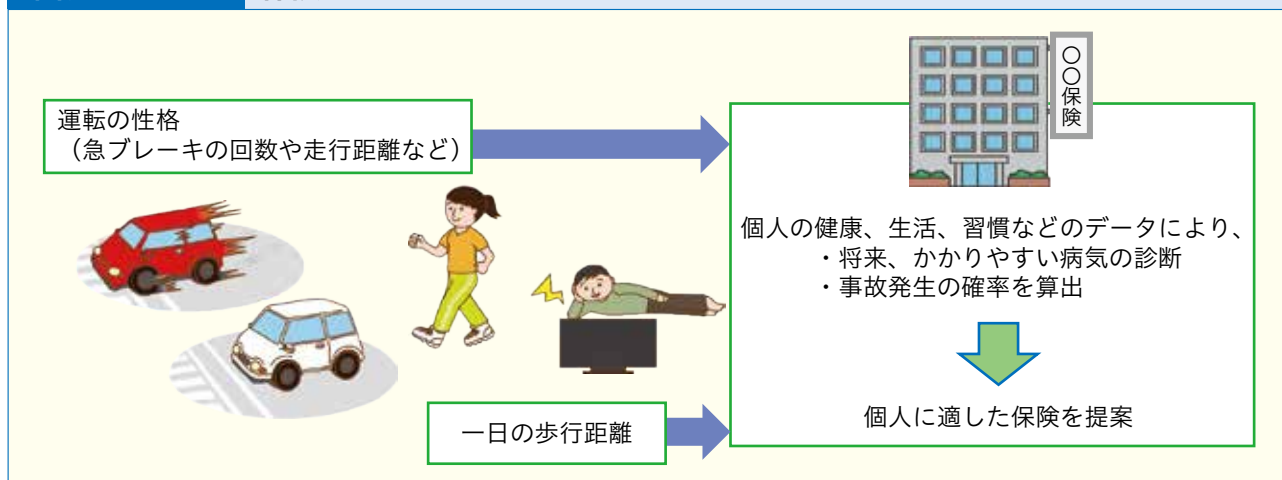 運転の性格
（急ブレーキの回数や走行距離など）
〇〇保険
個人の健康、生活、習慣などのデータにより、
・将来、かかりやすい病気の診断
・事故発生の確率を算出
個人に適した保険を提案
一日の歩行距離